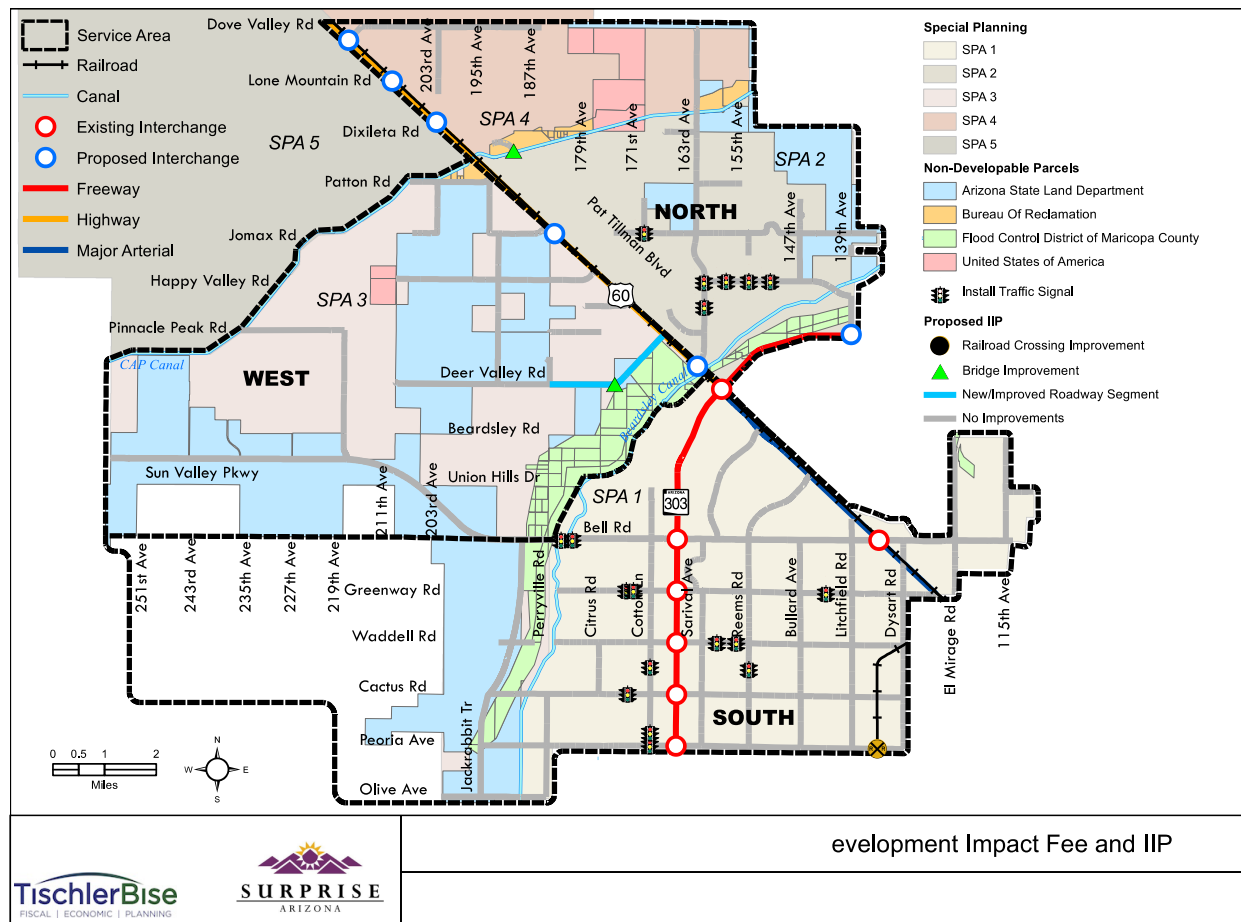 Service Area
Railroad
Canal
Existing Interchange
Proposed Interchange
Freeway
Highway
Major Arterial
Dove Valley Rd
Lone Mountain Rd
Dixileta Rd
Patton Rd
Jomax Rd
Happy Valley Rd
Pinnacle Peak Rd
CAP Canal
Deer Valley Rd
Beardsley Canal
Beardsley Rd
Sun Valley Pkwy
Union Hills Dr
Bell Rd
Greenway Rd
Waddell Rd
Cactus Rd
Peoria Ave
Olive Ave
SPA 5
SPA 4
SPA 2
SPA 3
SPA 1
NORTH
WEST
SOUTH
Pat Tillman Blvd
60
ARIZONA
303
203rd Ave
195th Ave
187th Ave
179th Ave
171st Ave
163rd Ave
155th Ave
147th Ave
139th Ave
251st Ave
243rd Ave
235th Ave
227th Ave
219th Ave
211th Ave
203rd Ave
Jackrabbit Tr
Perryville Rd
Citrus Rd
Cotton Ln
Sarival Ave
Reems Rd
Bullard Ave
Litchfield Rd
Dysart Rd
El Mirage Rd
115th Ave
Special Planning
SPA 1
SPA 2
SPA 3
SPA 4
SPA 5
Non-Developable Parcels
Arizona State Land Department
Bureau Of Reclamation
Flood Control District of Maricopa County
United States of America
Install Traffic Signal
Proposed IIP
Railroad Crossing Improvement
Bridge Improvement
New/Improved Roadway Segment
No Improvements
0 0.5 1 2
Miles
N
W E
S
TischlerBise
FISCAL | ECONOMIC | PLANNING
SURPRISE
ARIZONA
evelopment Impact Fee and IIP